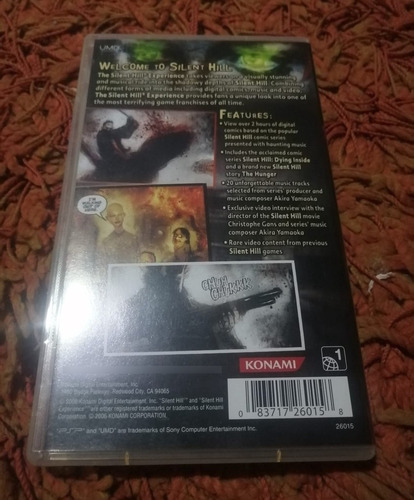 UMD
WELCOME TO SILENT HILL
The Silent Hill Experience takes viewers on a visually stunning
and musical ride into the shadowy depths of Silent Hill. Combining
different forms of media including digital comics, music and video,
The Silent Hill Experience provides fans a unique look into one of
the most terrifying game franchises of all time.
FEATURES:
• View over 2 hours of digital
comics based on the popular
Silent Hill comic series
presented with haunting music
• Includes the acclaimed comic
series Silent Hill: Dying Inside
and a brand new Silent Hill
story The Hunger
• 20 unforgettable music tracks
selected from series' producer and
music composer Akira Yamaoka
• Exclusive video interview with the
director of the Silent Hill movie
Christophe Gans and series' music
composer Akira Yamaoka
• Rare video content from previous
Silent Hill games
KONAMI
1
Konami Digital Entertainment, Inc.
Redwood City, CA 94065
© 2006 Konami Digital Entertainment, Inc. "Silent Hill" and "Silent Hill
Experience" are either registered trademarks or trademarks of Konami
Corporation. © 2006 KONAMI CORPORATION.
0 83717 26015 8
26015
PSP and "UMD" are trademarks of Sony Computer Entertainment Inc.